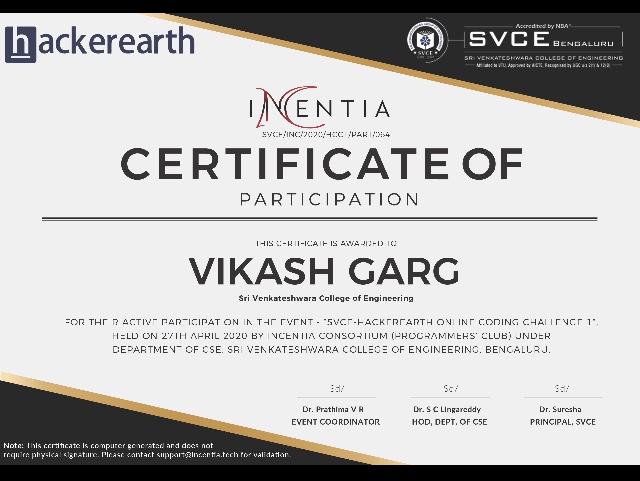 hackerearth
Accredited by NBA*
SVCE BENGALURU
SRI VENKATESHWARA COLLEGE OF ENGINEERING
Affiliated to VTU, Approved by AICTE, Recognised by UGC u/s 2(f) & 12(B)
INCENTIA
SVCE/INC/2020/HCC1/PART/064
CERTIFICATE OF
PARTICIPATION
THIS CERTIFICATE IS AWARDED TO
VIKASH GARG
Sri Venkateshwara College of Engineering
FOR THEIR ACTIVE PARTICIPATION IN THE EVENT - "SVCE-HACKEREARTH ONLINE CODING CHALLENGE 1",
HELD ON 27TH APRIL 2020 BY INCENTIA CONSORTIUM (PROGRAMMERS' CLUB) UNDER
DEPARTMENT OF CSE, SRI VENKATESHWARA COLLEGE OF ENGINEERING, BENGALURU.
Sd/ Sd/ Sd/
Dr. Prathima V R Dr. S C Lingareddy Dr. Suresha
EVENT COORDINATOR HOD, DEPT. OF CSE PRINCIPAL, SVCE
Note: This certificate is computer generated and does not
require physical signature. Please contact support@incentia.tech for validation.